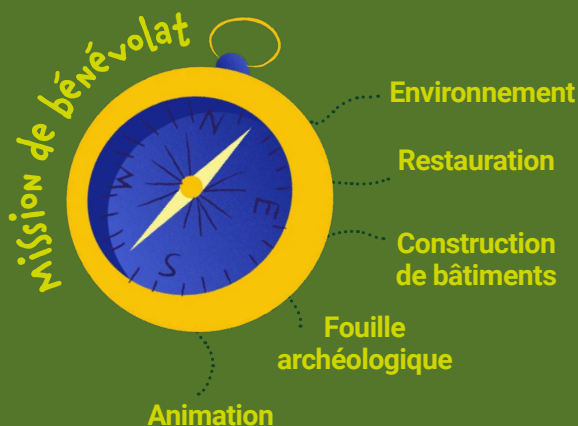 Mission de bénévolat
Environnement
Restauration
Construction
de bâtiments
Fouille
archéologique
Animation
N
E
S
W